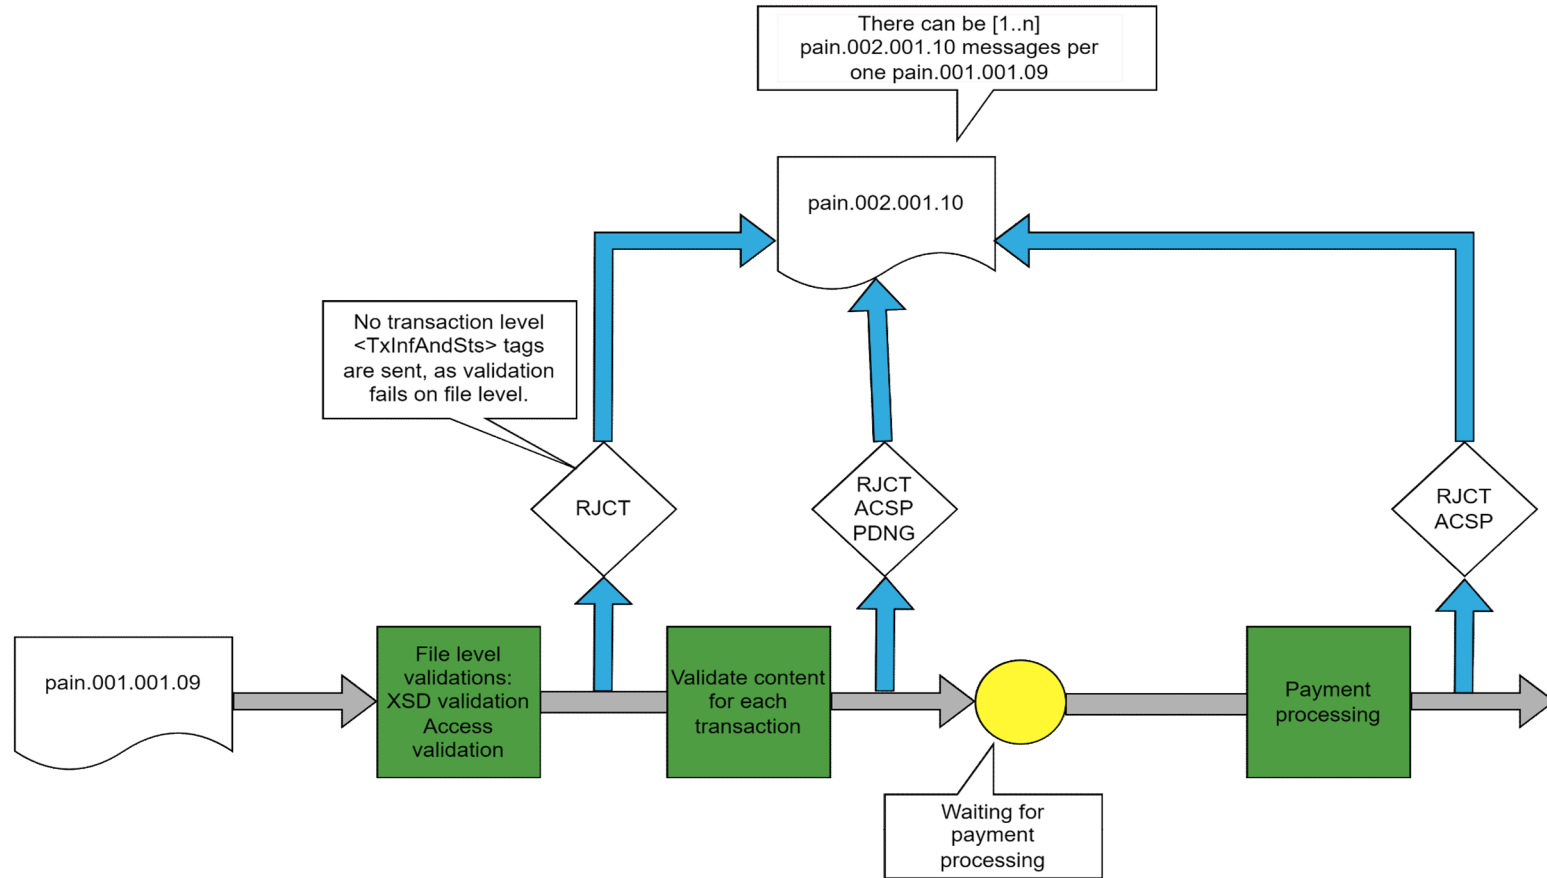 There can be [1..n]
pain.002.001.10 messages per
one pain.001.001.09
pain.002.001.10
No transaction level
<TxInfAndSts> tags
are sent, as validation
fails on file level.
RJCT
RJCT
ACSP
PDNG
RJCT
ACSP
pain.001.001.09
File level
validations:
XSD validation
Access
validation
Validate content
for each
transaction
Payment
processing
Waiting for
payment
processing